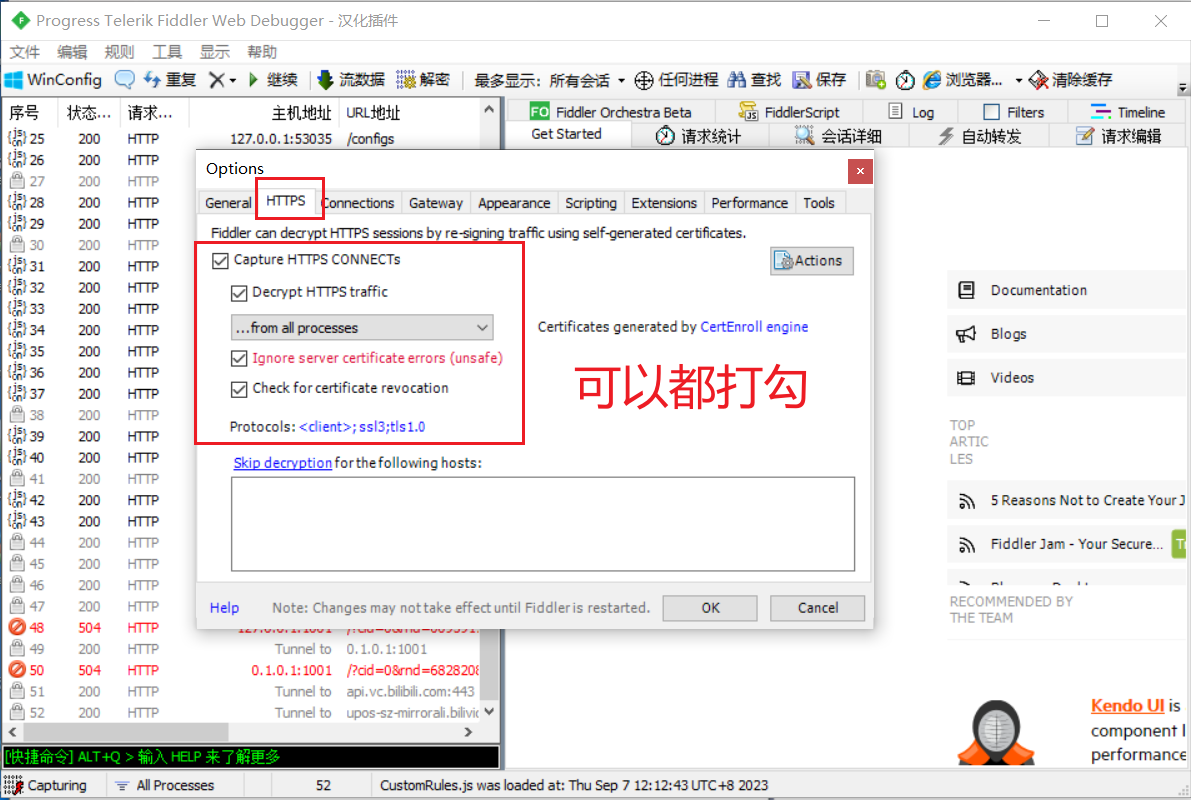 Progress Telerik Fiddler Web Debugger - 汉化插件
文件 编辑 规则 工具 显示 帮助
WinConfig 重复 继续 流数据 解密 最多显示: 所有会话 任何进程 查找 保存 浏览器... 清除缓存
序号 状态... 请求... 主机地址 URL地址
25 200 HTTP 127.0.0.1:53035 /configs
26 200 HTTP
27 200 HTTP
28 200 HTTP
29 200 HTTP
30 200 HTTP
31 200 HTTP
32 200 HTTP
33 200 HTTP
34 200 HTTP
35 200 HTTP
36 200 HTTP
37 200 HTTP
38 200 HTTP
39 200 HTTP
40 200 HTTP
41 200 HTTP
42 200 HTTP
43 200 HTTP
44 200 HTTP
45 200 HTTP
46 200 HTTP
47 200 HTTP
48 504 HTTP 127.0.0.1:1001
49 200 HTTP Tunnel to 0.1.0.1:1001
50 504 HTTP 0.1.0.1:1001 /?cid=0&rnd=6828208
51 200 HTTP Tunnel to api.vc.bilibili.com:443
52 200 HTTP Tunnel to upos-sz-mirrorali.bilivic
FO Fiddler Orchestra Beta FiddlerScript Log Filters Timeline
Get Started 请求统计 会话详细 自动转发 请求编辑
Options
General HTTPS Connections Gateway Appearance Scripting Extensions Performance Tools
Fiddler can decrypt HTTPS sessions by re-signing traffic using self-generated certificates.
Capture HTTPS CONNECTs
Actions
Decrypt HTTPS traffic
...from all processes
Certificates generated by CertEnroll engine
Ignore server certificate errors (unsafe)
Check for certificate revocation
可以都打勾
Protocols: <client>;ssl3;tls1.0
Skip decryption for the following hosts:
Help Note: Changes may not take effect until Fiddler is restarted. OK Cancel
Documentation
Blogs
Videos
TOP
ARTIC
LES
5 Reasons Not to Create Your J
Fiddler Jam - Your Secure...
RECOMMENDED BY
THE TEAM
Kendo UI is
component l
performance
[快捷命令] ALT+Q > 输入 HELP 来了解更多
Capturing All Processes 52 CustomRules.js was loaded at: Thu Sep 7 12:12:43 UTC+8 2023